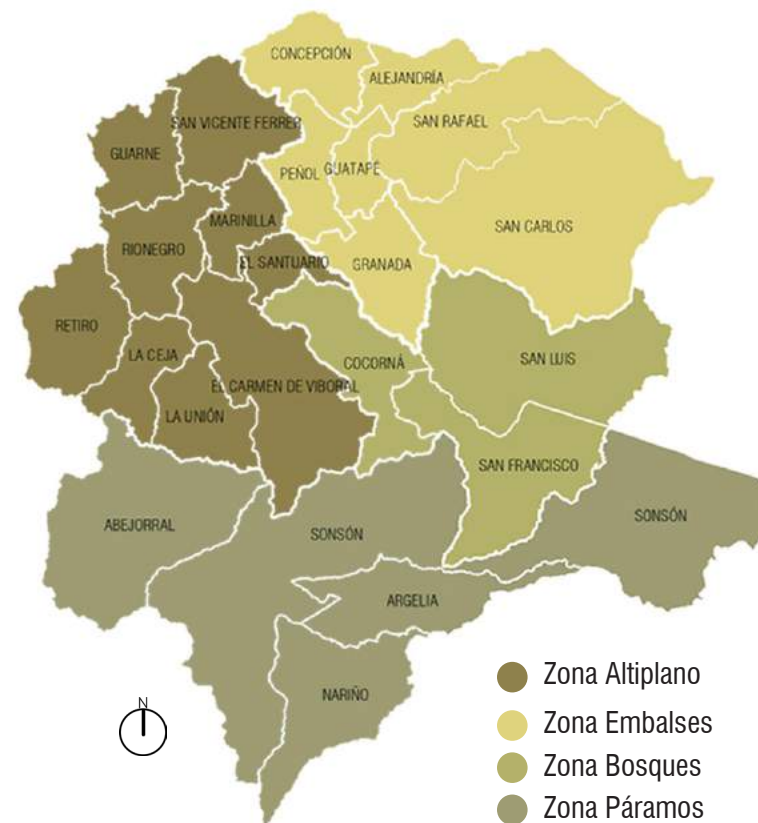 CONCEPCIÓN
ALEJANDRÍA
SAN VICENTE FERRER
SAN RAFAEL
GUARNE
PEÑOL
GUATAPÉ
MARINILLA
SAN CARLOS
RIONEGRO
EL SANTUARIO
GRANADA
RETIRO
LA CEJA
COCORNÁ
SAN LUIS
EL CARMEN DE VIBORAL
LA UNIÓN
SAN FRANCISCO
ABEJORRAL
SONSÓN
SONSÓN
ARGELIA
NARIÑO
N
Zona Altiplano
Zona Embalses
Zona Bosques
Zona Páramos